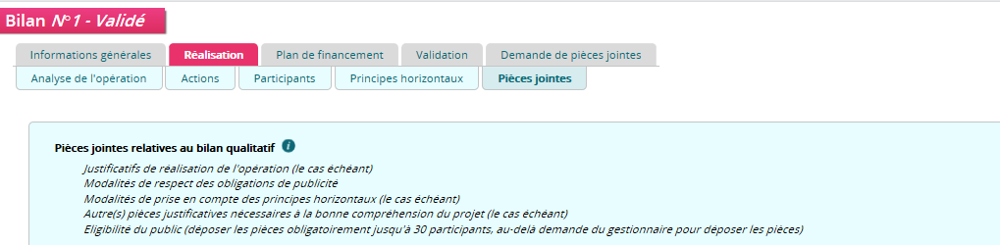 Bilan N°1 - Validé
Informations générales Réalisation Plan de financement Validation Demande de pièces jointes
Analyse de l'opération Actions Participants Principes horizontaux Pièces jointes
Pièces jointes relatives au bilan qualitatif i
Justificatifs de réalisation de l'opération (le cas échéant)
Modalités de respect des obligations de publicité
Modalités de prise en compte des principes horizontaux (le cas échéant)
Autre(s) pièces justificatives nécessaires à la bonne compréhension du projet (le cas échéant)
Eligibilité du public (déposer les pièces obligatoirement jusqu'à 30 participants, au-delà demande du gestionnaire pour déposer les pièces)